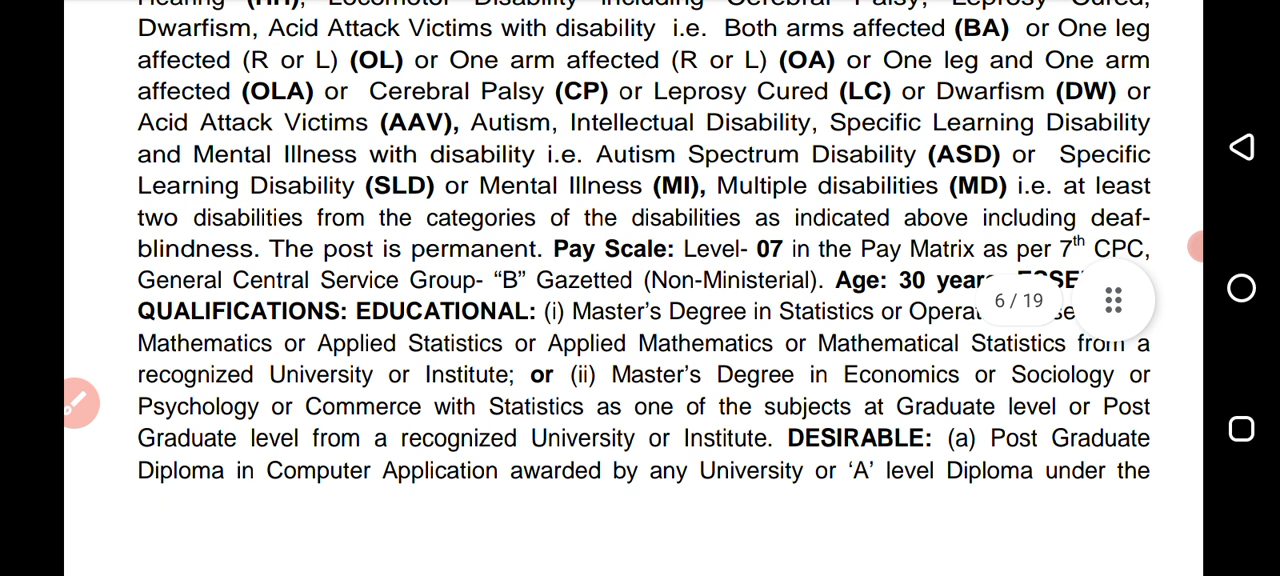 Dwarfism, Acid Attack Victims with disability i.e. Both arms affected (BA) or One leg
affected (R or L) (OL) or One arm affected (R or L) (OA) or One leg and One arm
affected (OLA) or Cerebral Palsy (CP) or Leprosy Cured (LC) or Dwarfism (DW) or
Acid Attack Victims (AAV), Autism, Intellectual Disability, Specific Learning Disability
and Mental Illness with disability i.e. Autism Spectrum Disability (ASD) or Specific
Learning Disability (SLD) or Mental Illness (MI), Multiple disabilities (MD) i.e. at least
two disabilities from the categories of the disabilities as indicated above including deaf-
blindness. The post is permanent. Pay Scale: Level- 07 in the Pay Matrix as per 7th CPC,
General Central Service Group- “B” Gazetted (Non-Ministerial). Age: 30
6 / 19
QUALIFICATIONS: EDUCATIONAL: (i) Master’s Degree in Statistics or
Mathematics or Applied Statistics or Applied Mathematics or Mathematical Statistics from a
recognized University or Institute; or (ii) Master’s Degree in Economics or Sociology or
Psychology or Commerce with Statistics as one of the subjects at Graduate level or Post
Graduate level from a recognized University or Institute. DESIRABLE: (a) Post Graduate
Diploma in Computer Application awarded by any University or ‘A’ level Diploma under the